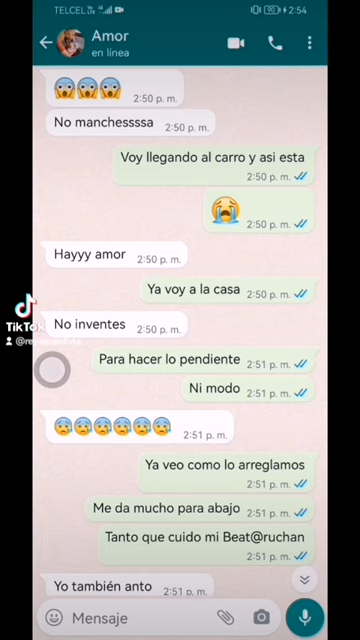 TELCEL
2:54
Amor
en línea
😱😱😱 2:50 p. m.
No manchessssa 2:50 p. m.
Voy llegando al carro y asi esta
2:50 p. m.
😭 2:50 p. m.
Hayyy amor 2:50 p. m.
Ya voy a la casa 2:50 p. m.
No inventes 2:50 p. m.
TikTok
Para hacer lo pendiente 2:51 p. m.
Ni modo 2:51 p. m.
😰😰😰😰😰😰 2:51 p. m.
Ya veo como lo arreglamos
2:51 p. m.
Me da mucho para abajo 2:51 p. m.
Tanto que cuido mi Beat@ruchan
2:51 p. m.
Yo también anto 2:51 p. m.
Mensaje